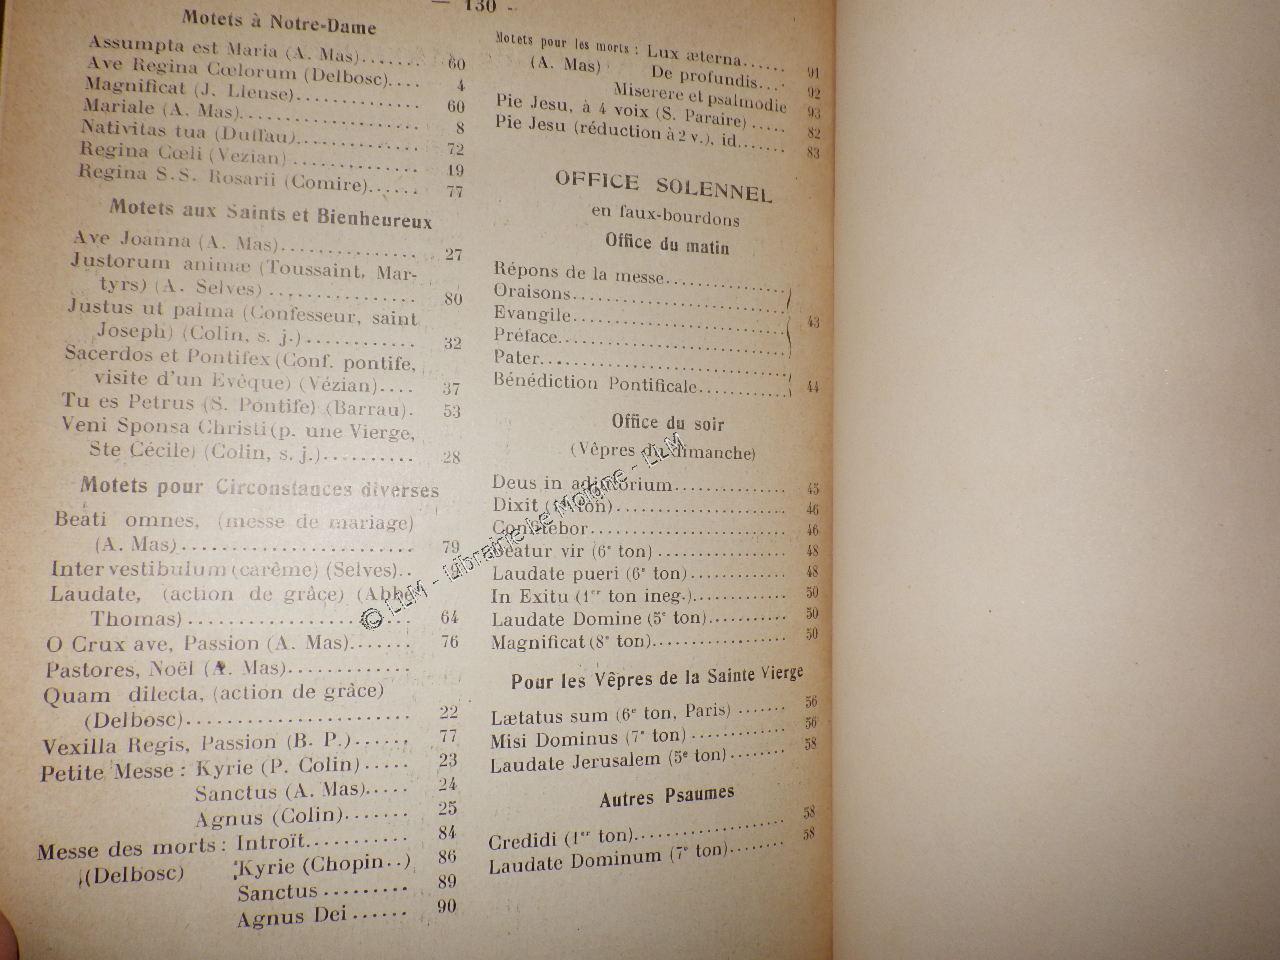 — 130 -
Motets à Notre-Dame
Assumpta est Maria (A. Mas)....... 60
Ave Regina Cœlorum (Delbosc).... 4
Magnificat (J. Lleuse)............. 60
Mariale (A. Mas)................... 8
Nativitas tua (Duffau)............. 72
Regina Cœli (Vezian)............. 19
Regina S.S. Rosarii (Comire)...... 77
Motets aux Saints et Bienheureux
Ave Joanna (A. Mas).............. 27
Justorum animæ (Toussaint, Mar-
tyrs) (A. Selves) ............... 80
Justus ut palma (Confesseur, saint
Joseph) (Colin, s. j.)............ 32
Sacerdos et Pontifex (Conf. pontife,
visite d'un Evêque) (Vézian).... 37
Tu es Petrus (S. Pontife) (Barrau). 53
Veni Sponsa Christi (p. une Vierge,
Ste Cécile) (Colin, s. j.).......... 28
Motets pour Circonstances diverses
Beati omnes, (messe de mariage)
(A. Mas)........................ 79
Inter vestibulum (carême) (Selves)..
Laudate, (action de grâce) (Abbé
Thomas)........................ 64
O Crux ave, Passion (A. Mas)....... 76
Pastores, Noël (A. Mas).............
Quam dilecta, (action de grâce)
(Delbosc)....................... 22
Vexilla Regis, Passion (B. P.)...... 77
Petite Messe : Kyrie (P. Colin)..... 23
Sanctus (A. Mas)..... 24
Agnus (Colin)....... 25
Messe des morts : Introït........... 84
(Delbosc) Kyrie (Chopin..) 86
Sanctus ......... 89
Agnus Dei ...... 90
Motets pour les morts : Lux æterna...... 91
(A. Mas) De profundis.... 92
Miserere et psalmodie 93
Pie Jesu, à 4 voix (S. Paraire) ..... 82
Pie Jesu (réduction à 2 v.), id....... 83
OFFICE SOLENNEL
en faux-bourdons
Office du matin
Répons de la messe...............
Oraisons...........................
Evangile........................... 43
Préface............................
Pater..............................
Bénédiction Pontificale............ 44
Office du soir
(Vêpres du dimanche)
Deus in adjutorium............... 45
Dixit ( ton)...................... 46
Confitebor......................... 46
Beatur vir (6e ton) ................ 48
Laudate pueri (6e ton)............. 48
In Exitu (1er ton ineg.)............. 50
Laudate Domine (5e ton)........... 50
Magnificat (8e ton)................. 50
Pour les Vêpres de la Sainte Vierge
Lætatus sum (6e ton, Paris) ....... 56
Misi Dominus (7e ton) ............. 56
Laudate Jerusalem (5e ton)........ 58
Autres Psaumes
Credidi (1er ton).................... 58
Laudate Dominum (7e ton)........ 58
© LLM - Librairie Le Moigne - LLM